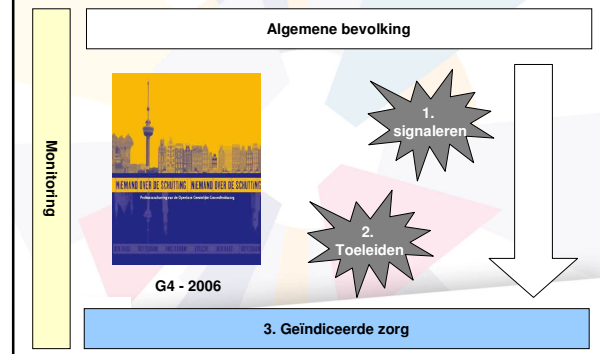 Algemene bevolking
Monitoring
1.
signaleren
NIEMAND OVER DE SCHUTTING NIEMAND OVER DE SCHUTTING
2.
Toeleiden
G4 - 2006
3. Geïndiceerde zorg